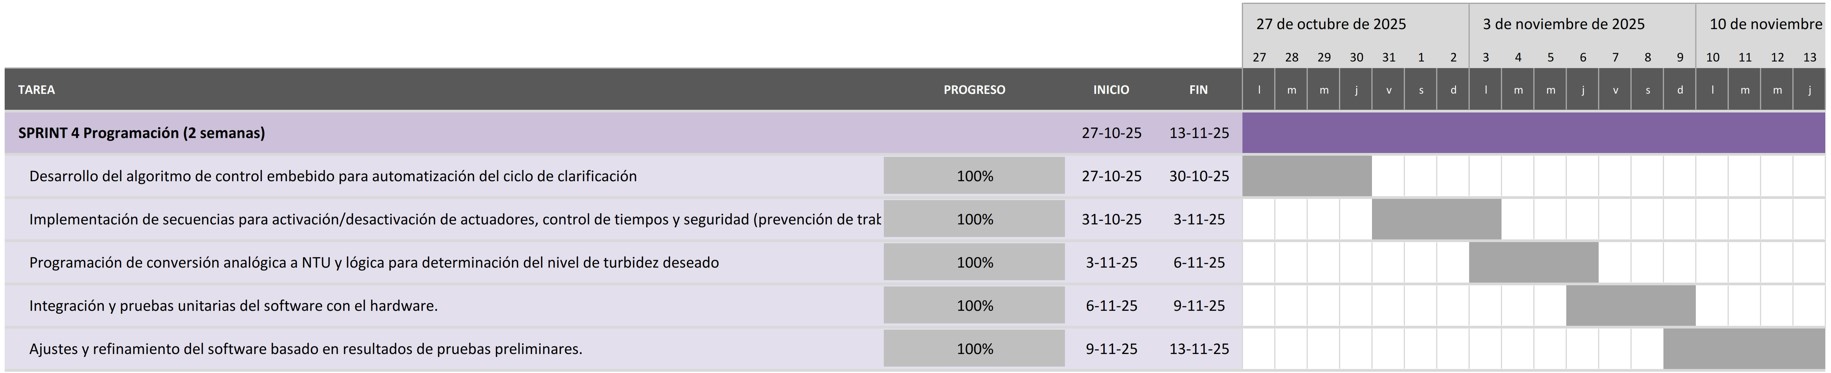 27 de octubre de 2025 3 de noviembre de 2025 10 de noviembre
27 28 29 30 31 1 2 3 4 5 6 7 8 9 10 11 12 13
TAREA PROGRESO INICIO FIN l m m j v s d l m m j v s d l m m j
SPRINT 4 Programación (2 semanas) 27-10-25 13-11-25
Desarrollo del algoritmo de control embebido para automatización del ciclo de clarificación 100% 27-10-25 30-10-25
Implementación de secuencias para activación/desactivación de actuadores, control de tiempos y seguridad (prevención de trab 100% 31-10-25 3-11-25
Programación de conversión analógica a NTU y lógica para determinación del nivel de turbidez deseado 100% 3-11-25 6-11-25
Integración y pruebas unitarias del software con el hardware. 100% 6-11-25 9-11-25
Ajustes y refinamiento del software basado en resultados de pruebas preliminares. 100% 9-11-25 13-11-25